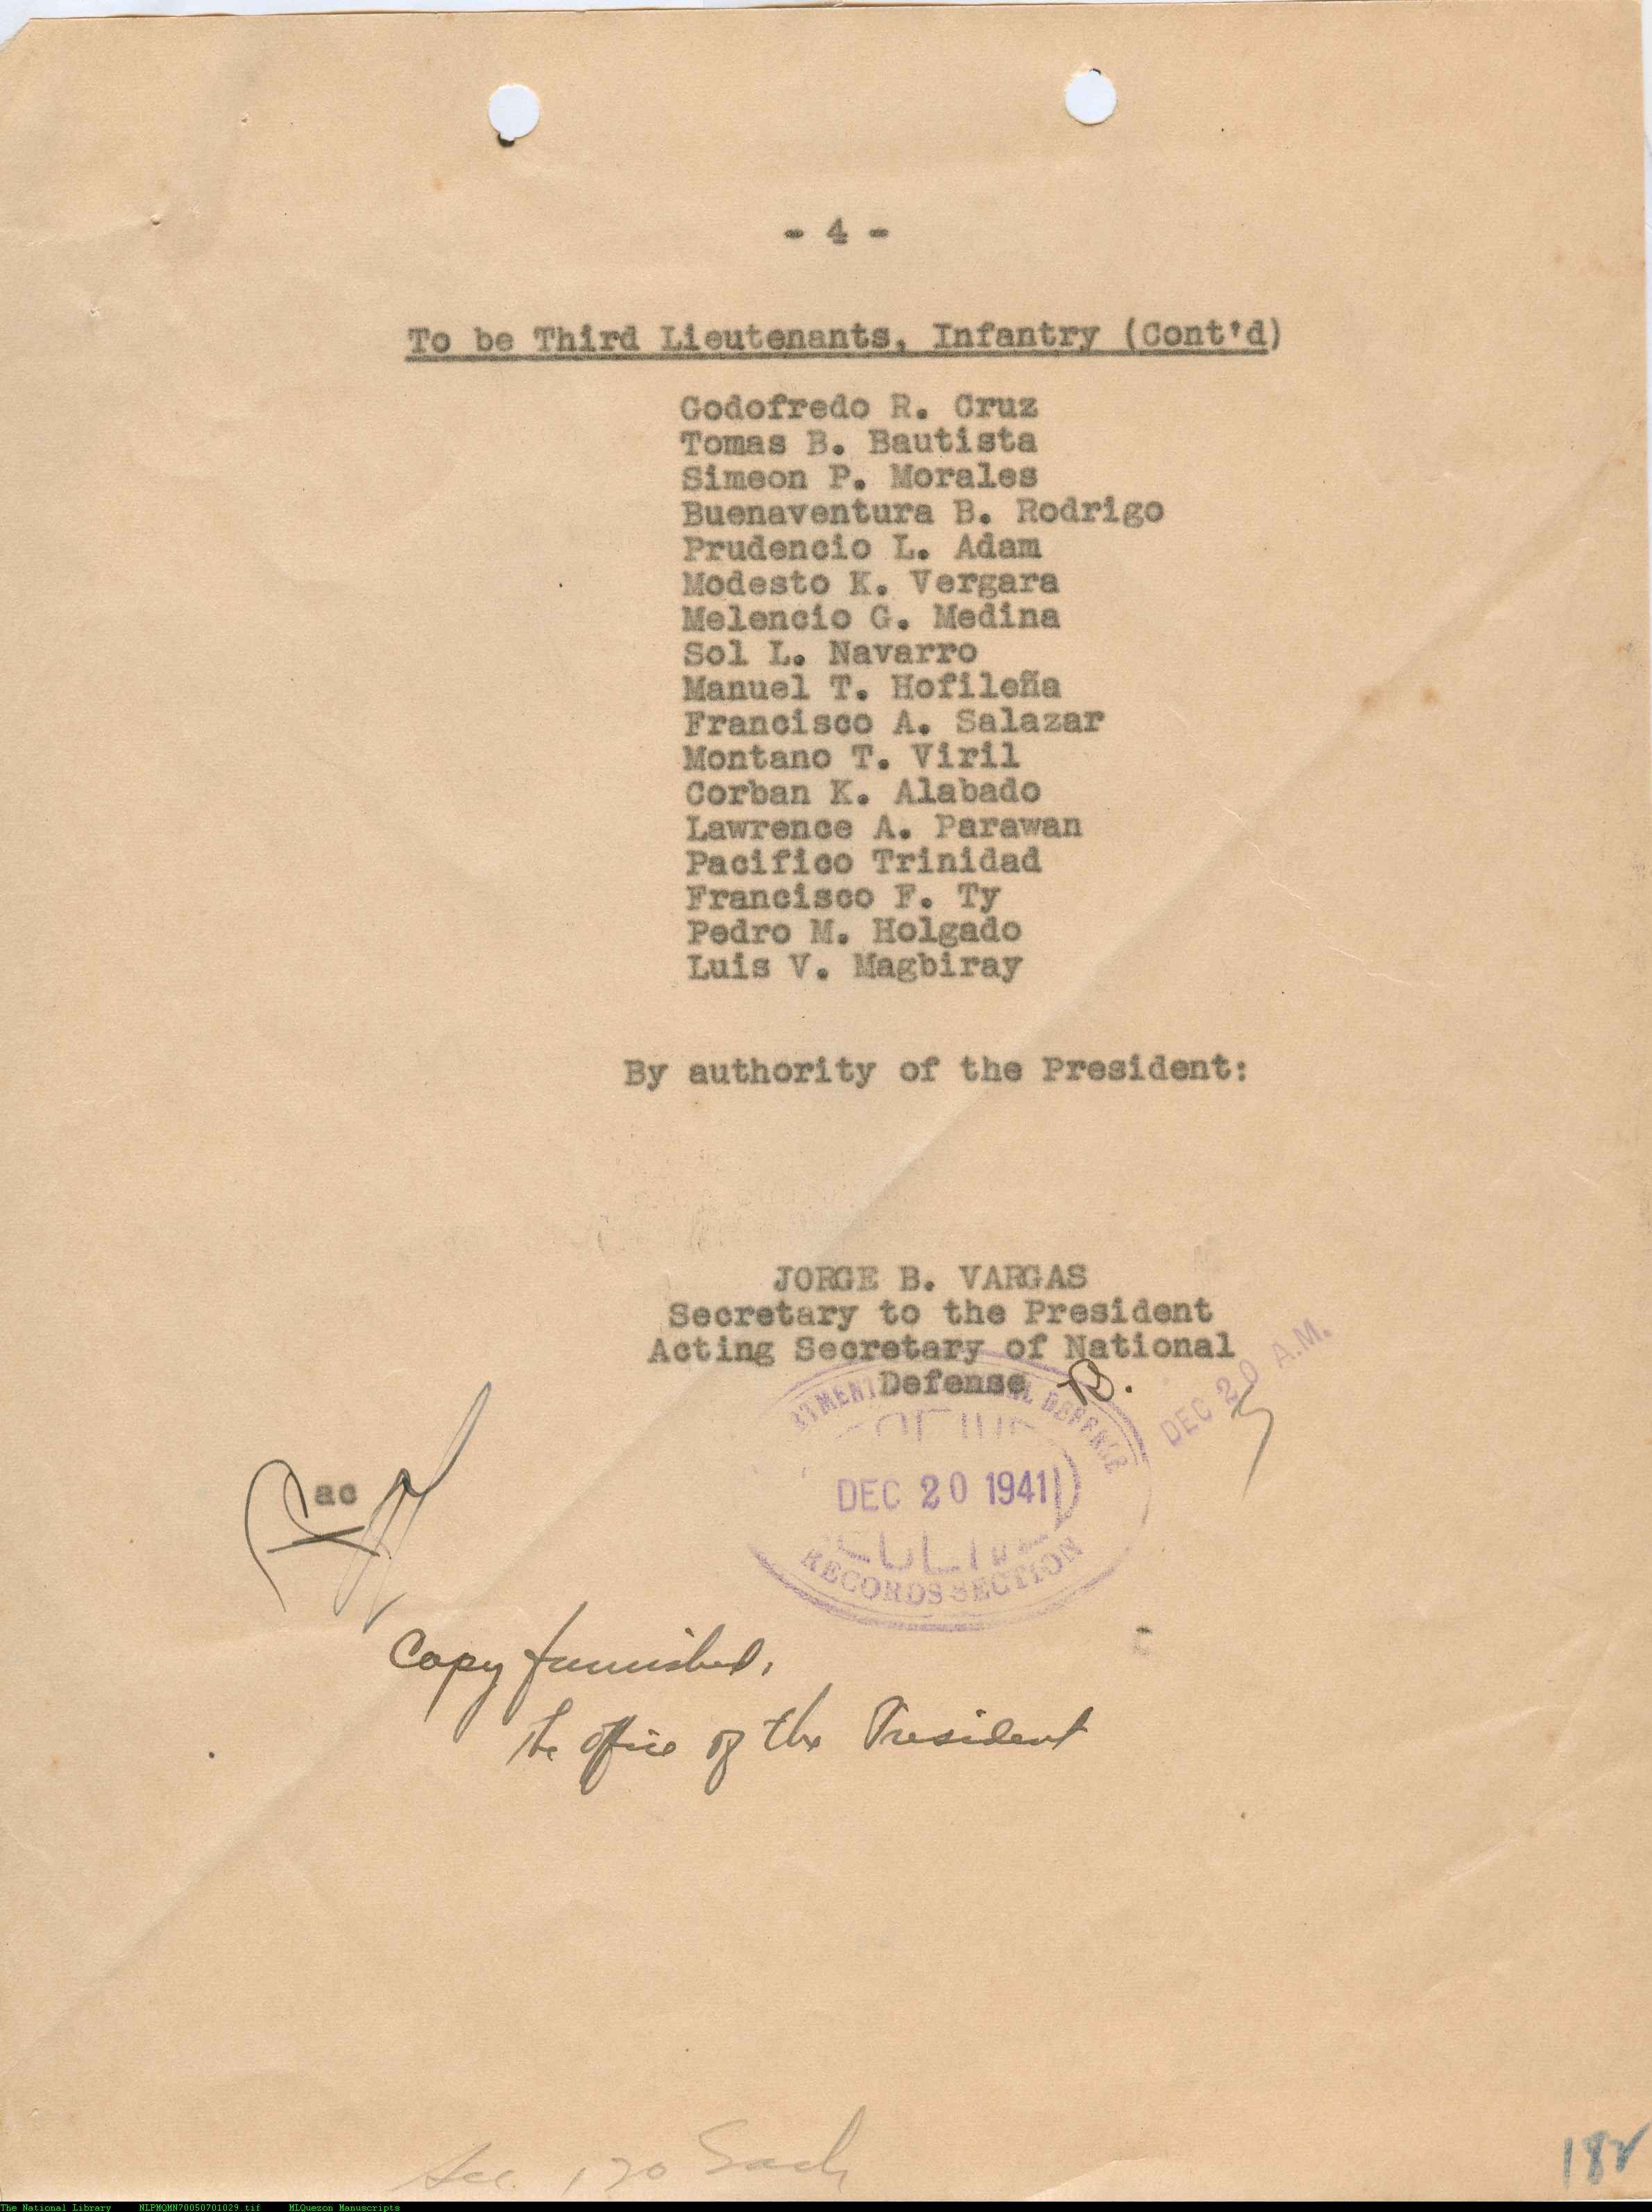 - 4 -
To be Third Lieutenants, Infantry (Cont'd)
Godofredo R. Cruz
Tomas B. Bautista
Simeon P. Morales
Buenaventura B. Rodrigo
Prudencio L. Adam
Modesto K. Vergara
Melencio G. Medina
Sol L. Navarro
Manuel T. Hofileña
Francisco A. Salazar
Montano T. Viril
Corban K. Alabado
Lawrence A. Parawan
Pacifico Trinidad
Francisco F. Ty
Pedro M. Holgado
Luis V. Magbiray
By authority of the President:
JORGE B. VARGAS
Secretary to the President
Acting Secretary of National
Defense
DEC 20 A.M.
DEFENSE
DEC 20 1941
RECORDS SECTION
ac
Copy furnished,
The Office of the President
182
The National Library NLPMQMN70050701029.tif MLQuezon Manuscripts